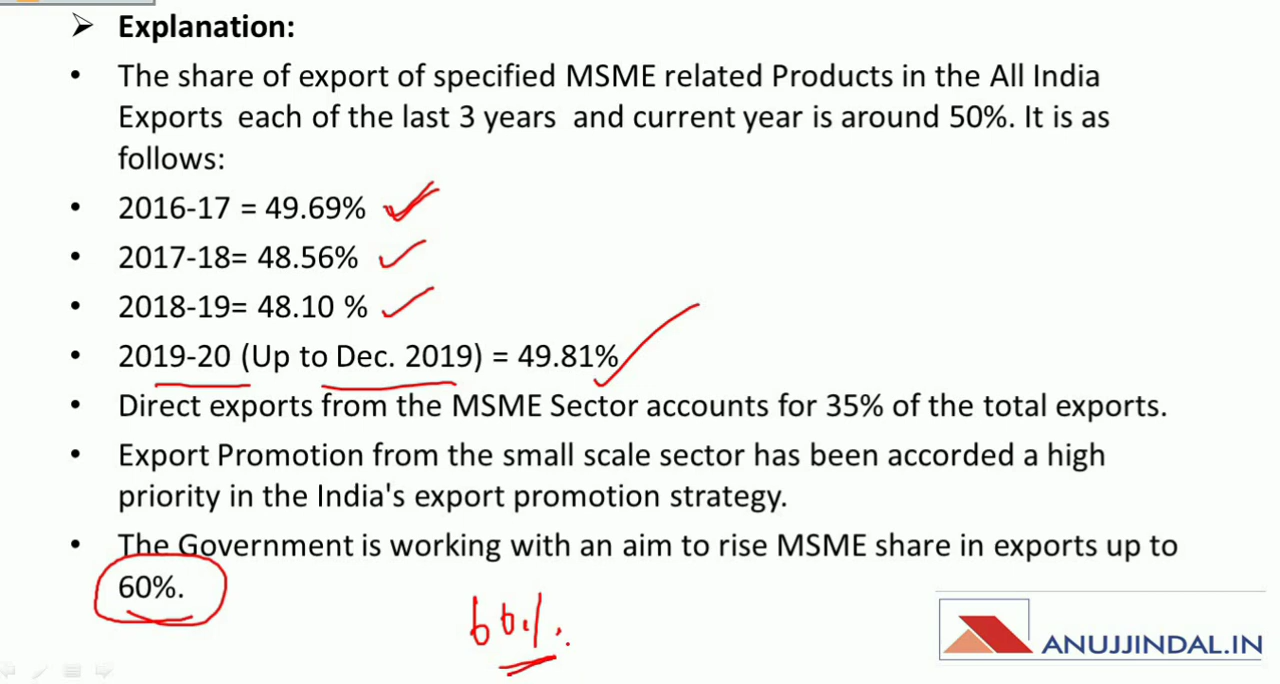 ➢ Explanation:
• The share of export of specified MSME related Products in the All India
Exports each of the last 3 years and current year is around 50%. It is as
follows:
• 2016-17 = 49.69%
• 2017-18= 48.56%
• 2018-19= 48.10 %
• 2019-20 (Up to Dec. 2019) = 49.81%
• Direct exports from the MSME Sector accounts for 35% of the total exports.
• Export Promotion from the small scale sector has been accorded a high
priority in the India's export promotion strategy.
• The Government is working with an aim to rise MSME share in exports up to
60%.
60%.
ANUJJINDAL.IN